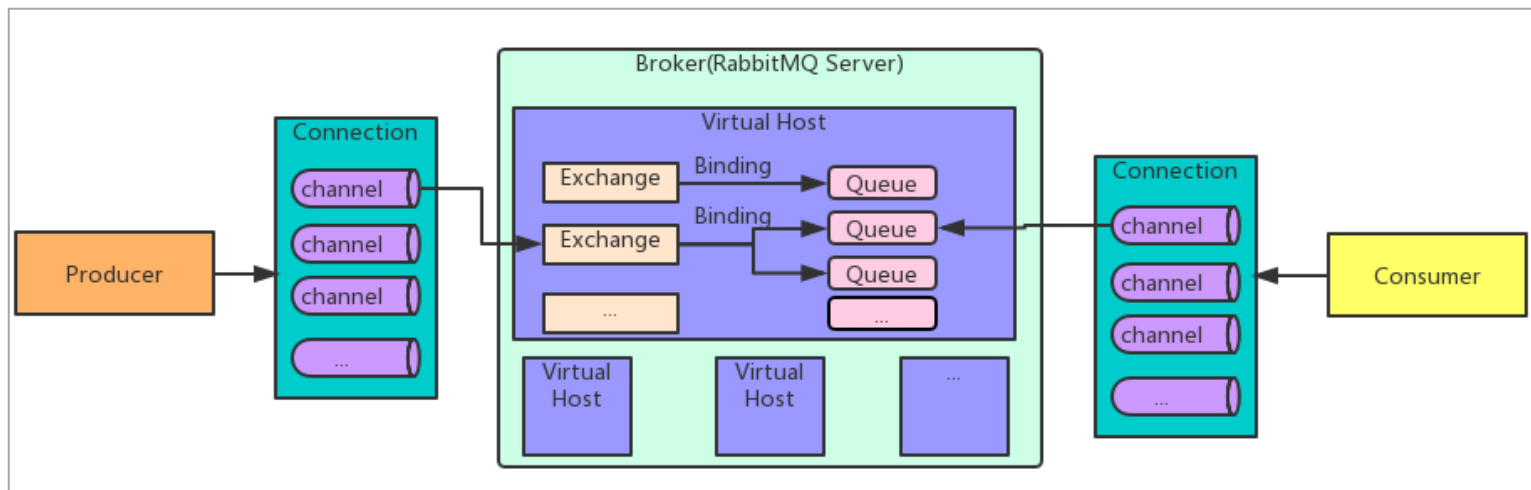 Broker(RabbitMQ Server)
Virtual Host
Connection
channel
channel
channel
...
Producer
Exchange
Binding
Queue
Exchange
Binding
Queue
Queue
...
...
Virtual
Host
Virtual
Host
...
Connection
channel
channel
channel
...
Consumer